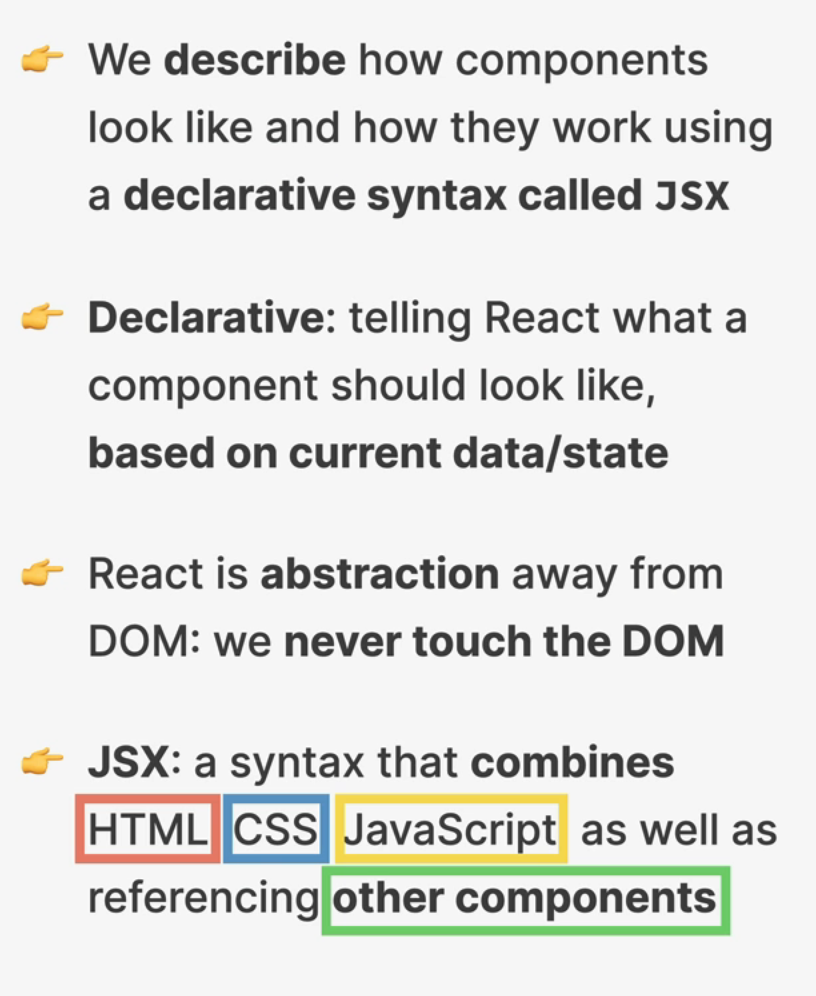 👉 We describe how components
look like and how they work using
a declarative syntax called JSX
👉 Declarative: telling React what a
component should look like,
based on current data/state
👉 React is abstraction away from
DOM: we never touch the DOM
👉 JSX: a syntax that combines
HTML CSS JavaScript as well as
referencing other components